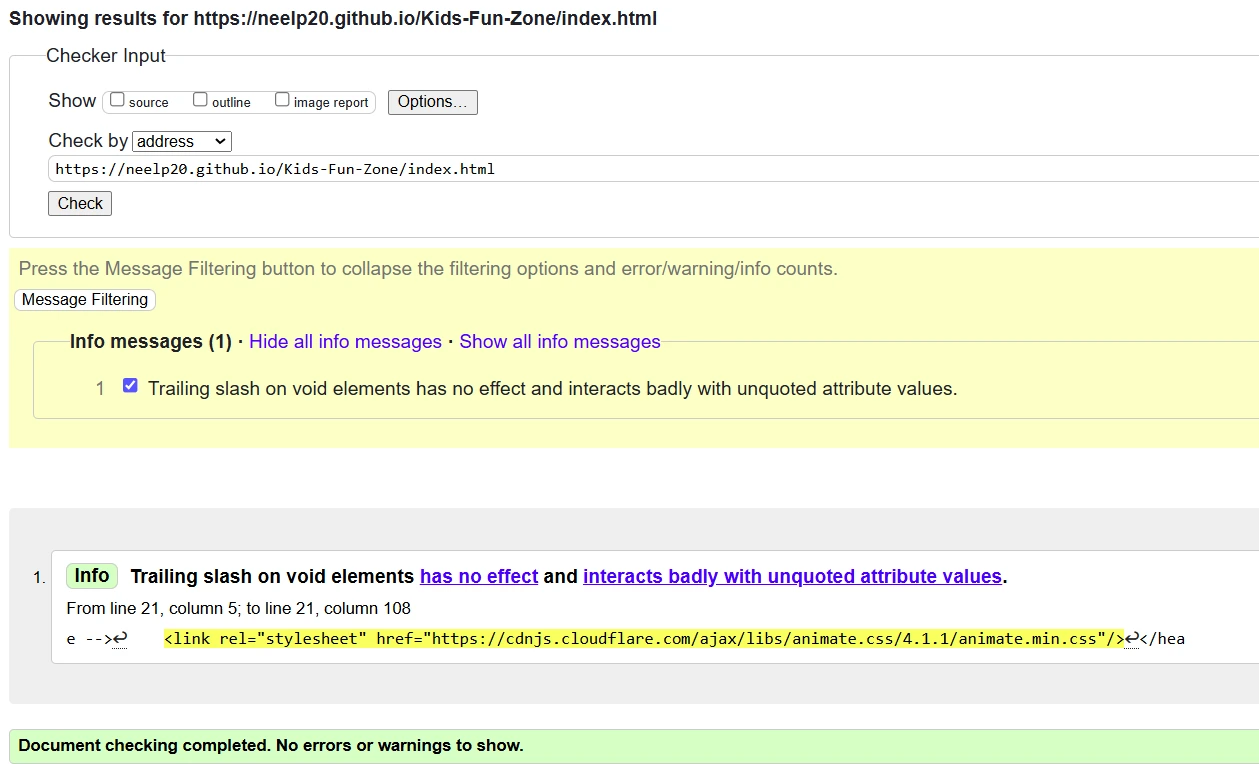 Showing results for https://neelp20.github.io/Kids-Fun-Zone/index.html
Checker Input
Show source outline image report Options...
Check by address
https://neelp20.github.io/Kids-Fun-Zone/index.html
Check
Press the Message Filtering button to collapse the filtering options and error/warning/info counts.
Message Filtering
Info messages (1) · Hide all info messages · Show all info messages
1 Trailing slash on void elements has no effect and interacts badly with unquoted attribute values.
1. Info Trailing slash on void elements has no effect and interacts badly with unquoted attribute values.
From line 21, column 5; to line 21, column 108
e -->↩ <link rel="stylesheet" href="https://cdnjs.cloudflare.com/ajax/libs/animate.css/4.1.1/animate.min.css"/>↩</hea
Document checking completed. No errors or warnings to show.